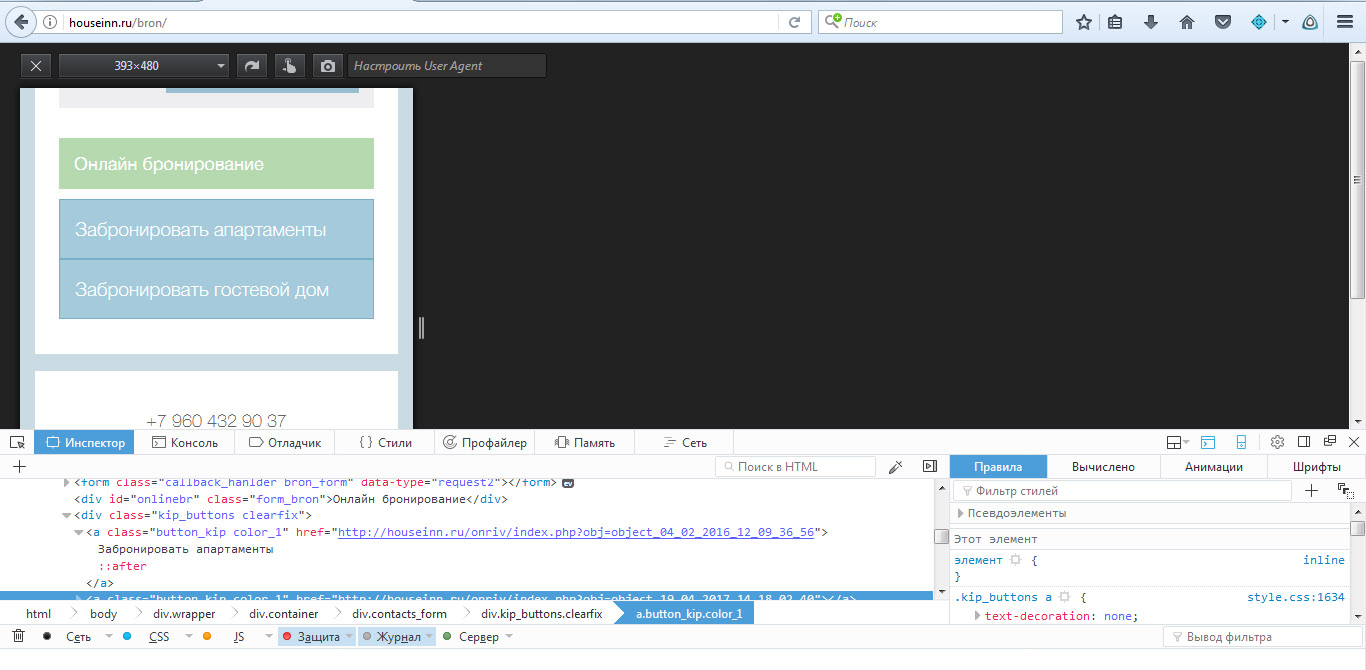 houseinn.ru/bron/
Поиск
393×480
Настроить User Agent
Онлайн бронирование
Забронировать апартаменты
Забронировать гостевой дом
+7 960 432 90 37
Инспектор Консоль Отладчик { } Стили Профайлер Память Сеть
+ Поиск в HTML Правила Вычислено Анимации Шрифты
<form class="callback_hanlder bron_form" data-type="request2"></form> ev
Фильтр стилей +
<div id="onlinebr" class="form_bron">Онлайн бронирование</div>
<div class="kip_buttons clearfix">
Псевдоэлементы
<a class="button_kip color_1" href="http://houseinn.ru/onriv/index.php?obj=object_04_02_2016_12_09_36_56">
Этот элемент
Забронировать апартаменты
элемент { inline
::after
}
</a>
<a class="button_kip color_1" href="http://houseinn.ru/onriv/index.php?obj=object_19_04_2017_14_18_02_40"></a>
.kip_buttons a { style.css:1634
html body div.wrapper div.container div.contacts_form div.kip_buttons.clearfix a.button_kip.color_1
text-decoration: none;
Сеть CSS JS Защита Журнал Сервер Вывод фильтра